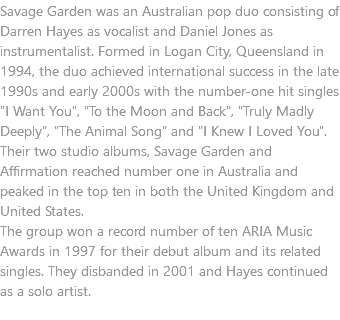 Savage Garden was an Australian pop duo consisting of
Darren Hayes as vocalist and Daniel Jones as
instrumentalist. Formed in Logan City, Queensland in
1994, the duo achieved international success in the late
1990s and early 2000s with the number-one hit singles
"I Want You", "To the Moon and Back", "Truly Madly
Deeply", "The Animal Song" and "I Knew I Loved You".
Their two studio albums, Savage Garden and
Affirmation reached number one in Australia and
peaked in the top ten in both the United Kingdom and
United States.
The group won a record number of ten ARIA Music
Awards in 1997 for their debut album and its related
singles. They disbanded in 2001 and Hayes continued
as a solo artist.